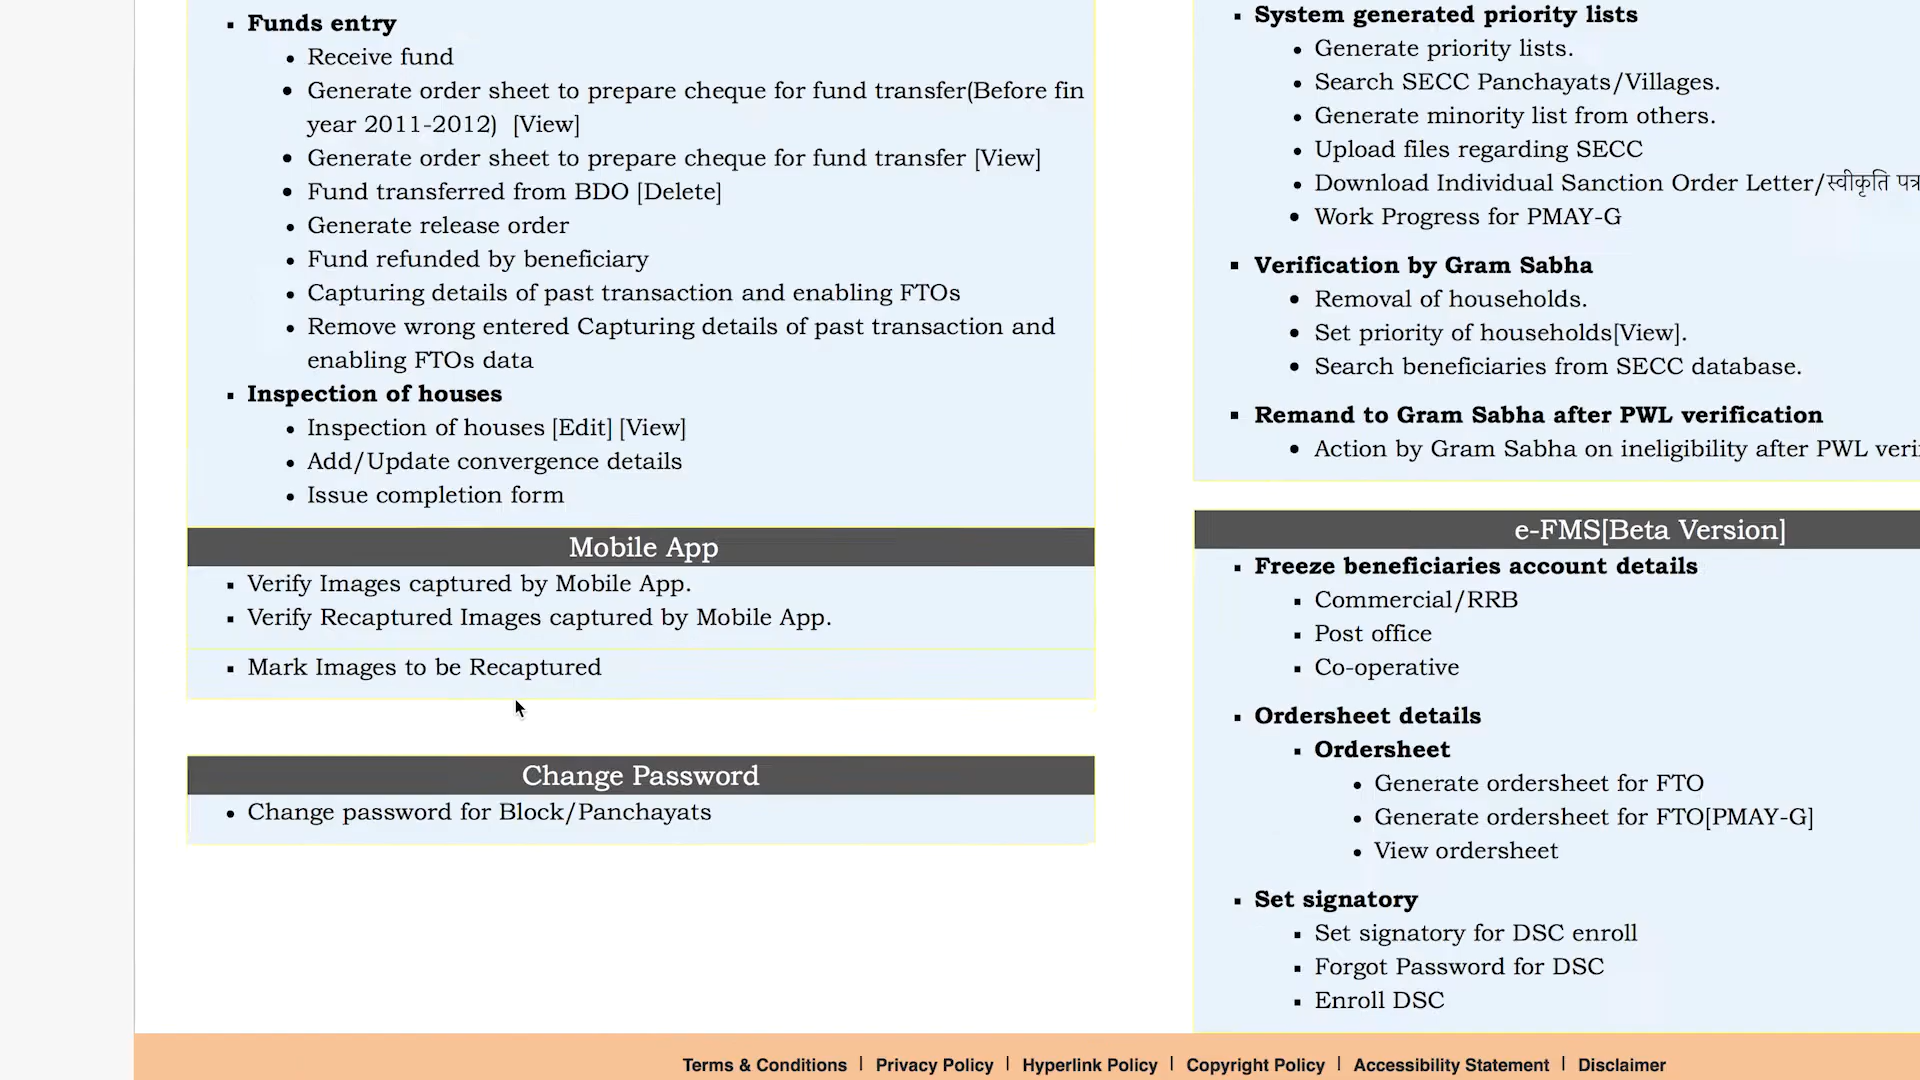 Funds entry
Receive fund
Generate order sheet to prepare cheque for fund transfer(Before fin
year 2011-2012) [View]
Generate order sheet to prepare cheque for fund transfer [View]
Fund transferred from BDO [Delete]
Generate release order
Fund refunded by beneficiary
Capturing details of past transaction and enabling FTOs
Remove wrong entered Capturing details of past transaction and
enabling FTOs data
Inspection of houses
Inspection of houses [Edit] [View]
Add/Update convergence details
Issue completion form
Mobile App
Verify Images captured by Mobile App.
Verify Recaptured Images captured by Mobile App.
Mark Images to be Recaptured
Change Password
Change password for Block/Panchayats
System generated priority lists
Generate priority lists.
Search SECC Panchayats/Villages.
Generate minority list from others.
Upload files regarding SECC
Download Individual Sanction Order Letter/स्वीकृति पत्र
Work Progress for PMAY-G
Verification by Gram Sabha
Removal of households.
Set priority of households[View].
Search beneficiaries from SECC database.
Remand to Gram Sabha after PWL verification
Action by Gram Sabha on ineligibility after PWL veri
e-FMS[Beta Version]
Freeze beneficiaries account details
Commercial/RRB
Post office
Co-operative
Ordersheet details
Ordersheet
Generate ordersheet for FTO
Generate ordersheet for FTO[PMAY-G]
View ordersheet
Set signatory
Set signatory for DSC enroll
Forgot Password for DSC
Enroll DSC
Terms & Conditions | Privacy Policy | Hyperlink Policy | Copyright Policy | Accessibility Statement | Disclaimer